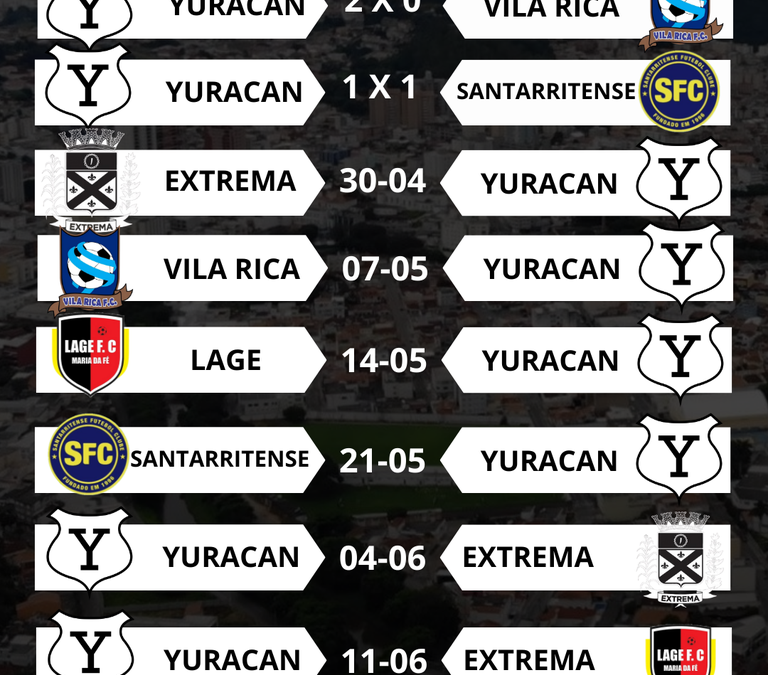 Y YURACAN 2 X 0 VILA RICA VILA RICA F.C.
Y YURACAN 1 X 1 SANTARRITENSE SANTARRITENSE FUTEBOL CLUBE SFC FUNDADO EM 1996
EXTREMA EXTREMA 30-04 YURACAN Y
VILA RICA F.C. VILA RICA 07-05 YURACAN Y
LAGE F. C MARIA DA FÉ LAGE 14-05 YURACAN Y
SANTARRITENSE FUTEBOL CLUBE SFC FUNDADO EM 1996 SANTARRITENSE 21-05 YURACAN Y
Y YURACAN 04-06 EXTREMA EXTREMA
Y YURACAN 11-06 EXTREMA LAGE F. C MARIA DA FÉ